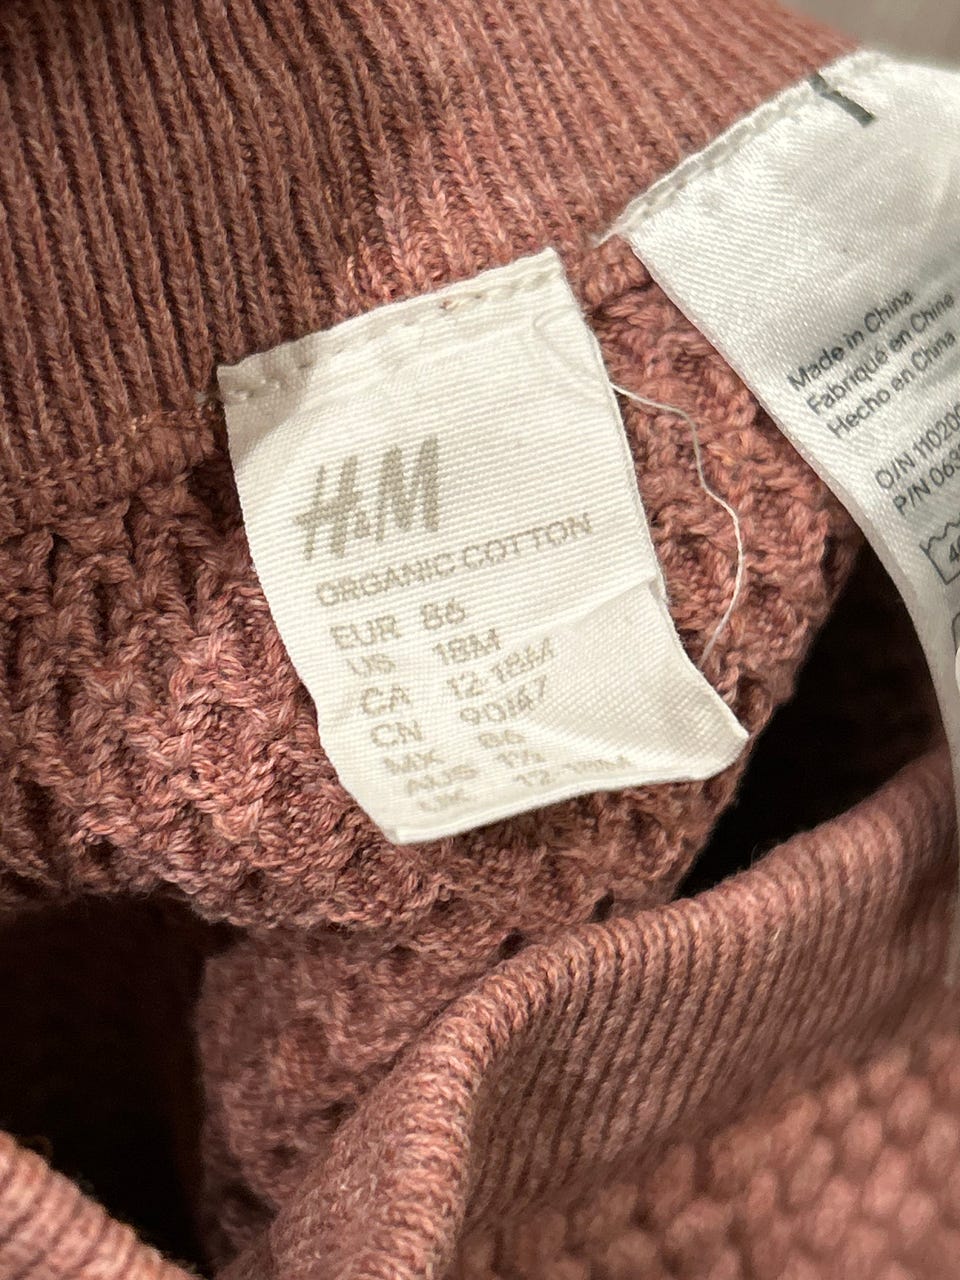 H&M
ORGANIC COTTON
EUR 86
US 18M
CA 12-18M
CN 90/47
MX 86
AUS 1½
UK 12-18M
Made in China
Fabriqué en Chine
Hecho en China
O/N
P/N